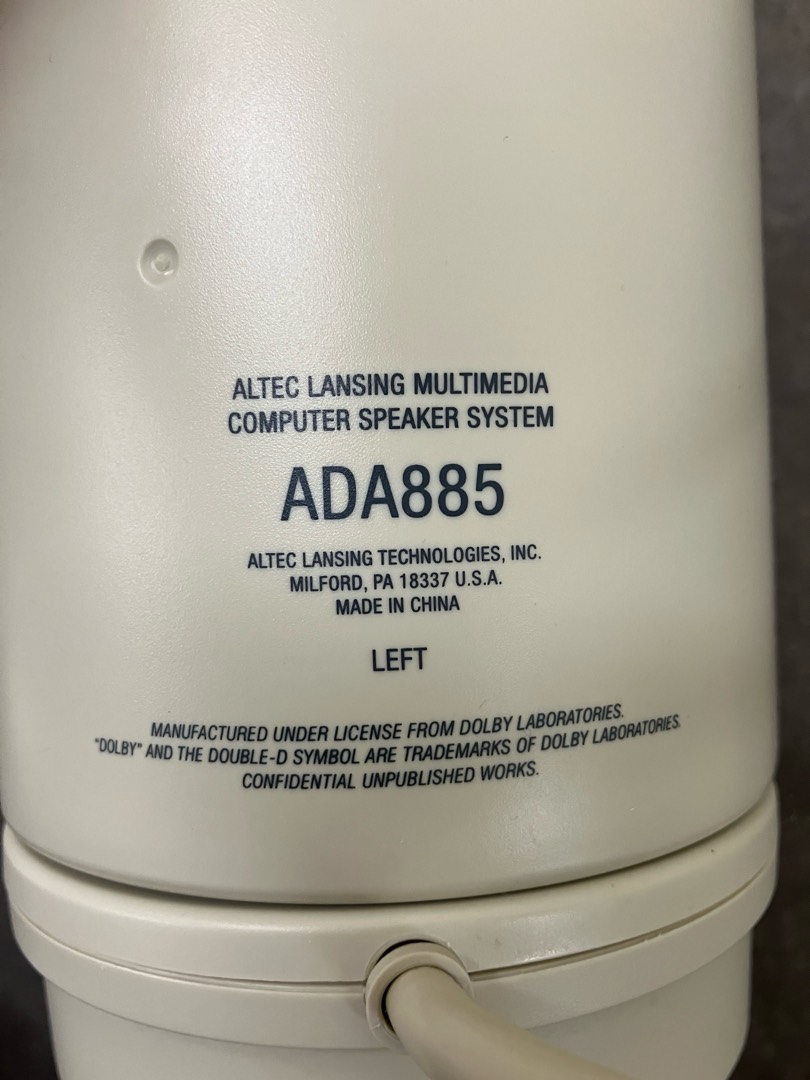 ALTEC LANSING MULTIMEDIA
COMPUTER SPEAKER SYSTEM
ADA885
ALTEC LANSING TECHNOLOGIES, INC.
MILFORD, PA 18337 U.S.A.
MADE IN CHINA
LEFT
MANUFACTURED UNDER LICENSE FROM DOLBY LABORATORIES.
"DOLBY" AND THE DOUBLE-D SYMBOL ARE TRADEMARKS OF DOLBY LABORATORIES.
CONFIDENTIAL UNPUBLISHED WORKS.